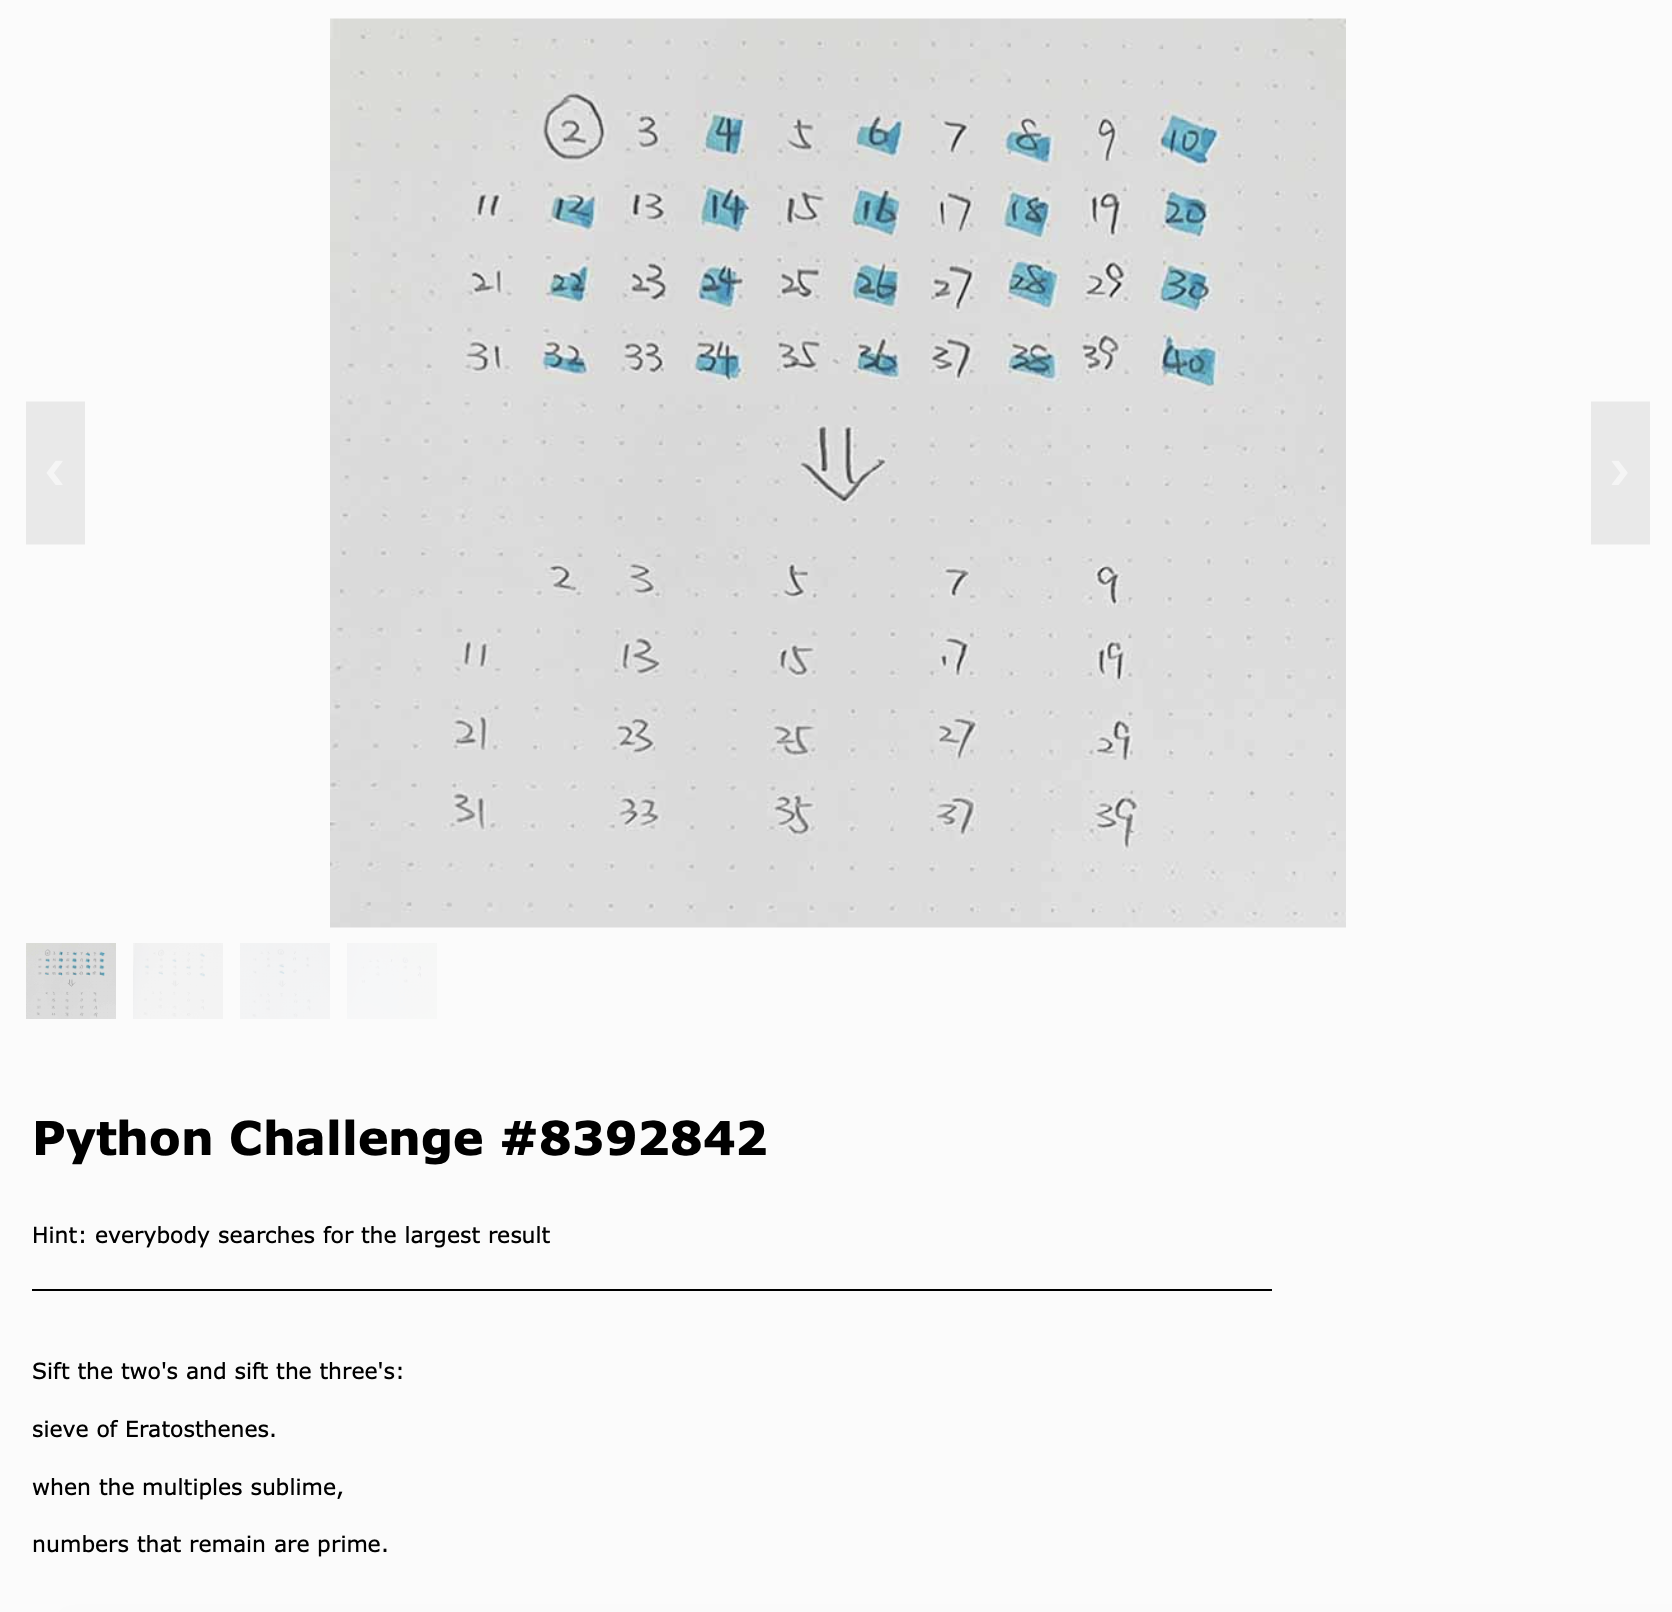 2 3 4 5 6 7 8 9 10
11 12 13 14 15 16 17 18 19 20
21 22 23 24 25 26 27 28 29 30
31 32 33 34 35 36 37 38 39 40
2 3 5 7 9
11 13 15 17 19
21 23 25 27 29
31 33 35 37 39
Python Challenge #8392842
Hint: everybody searches for the largest result
Sift the two's and sift the three's:
sieve of Eratosthenes.
when the multiples sublime,
numbers that remain are prime.